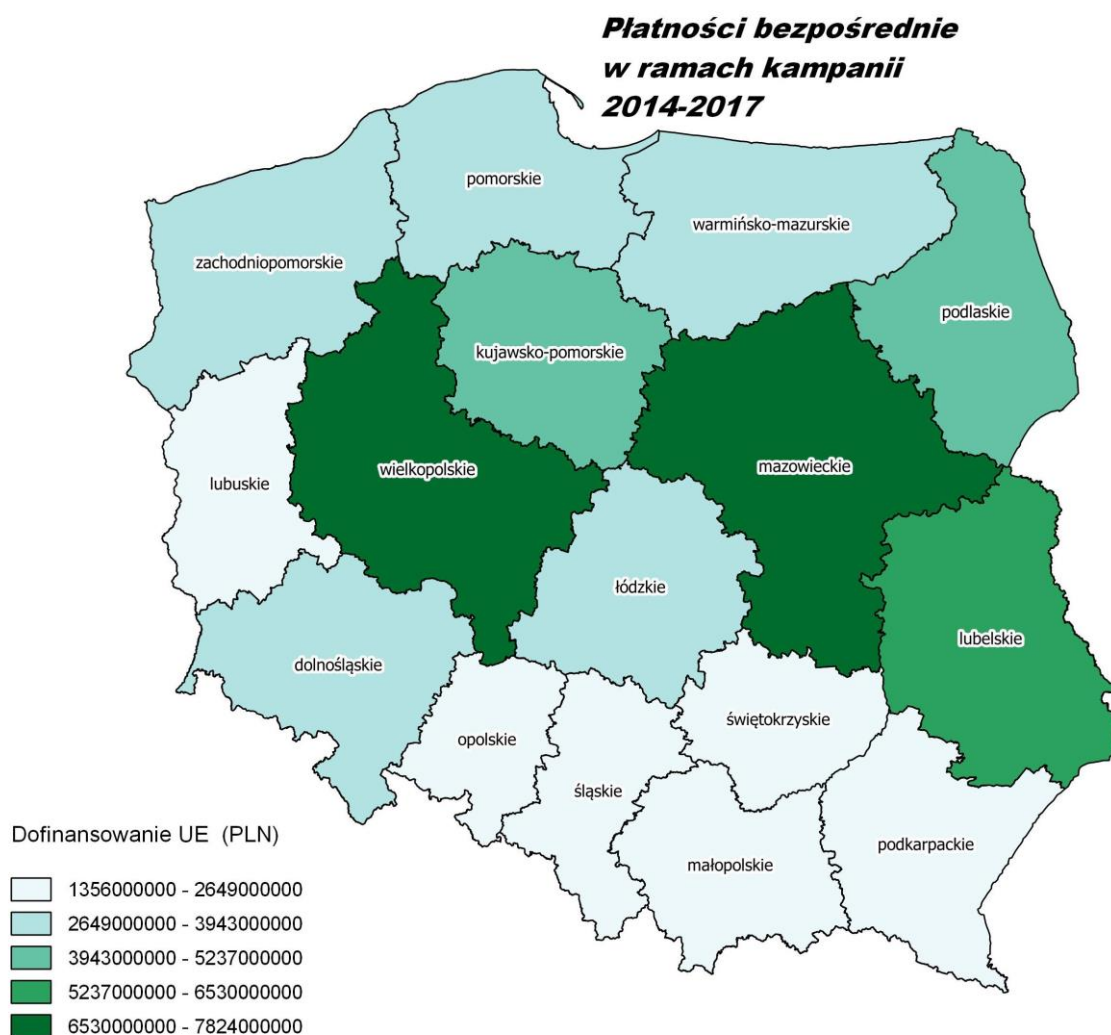 Płatności bezpośrednie
w ramach kampanii
2014-2017
pomorskie
warmińsko-mazurskie
zachodniopomorskie
podlaskie
kujawsko-pomorskie
wielkopolskie
mazowieckie
lubuskie
łódzkie
lubelskie
dolnośląskie
świętokrzyskie
opolskie
śląskie
podkarpackie
małopolskie
Dofinansowanie UE (PLN)
1356000000 - 2649000000
2649000000 - 3943000000
3943000000 - 5237000000
5237000000 - 6530000000
6530000000 - 7824000000